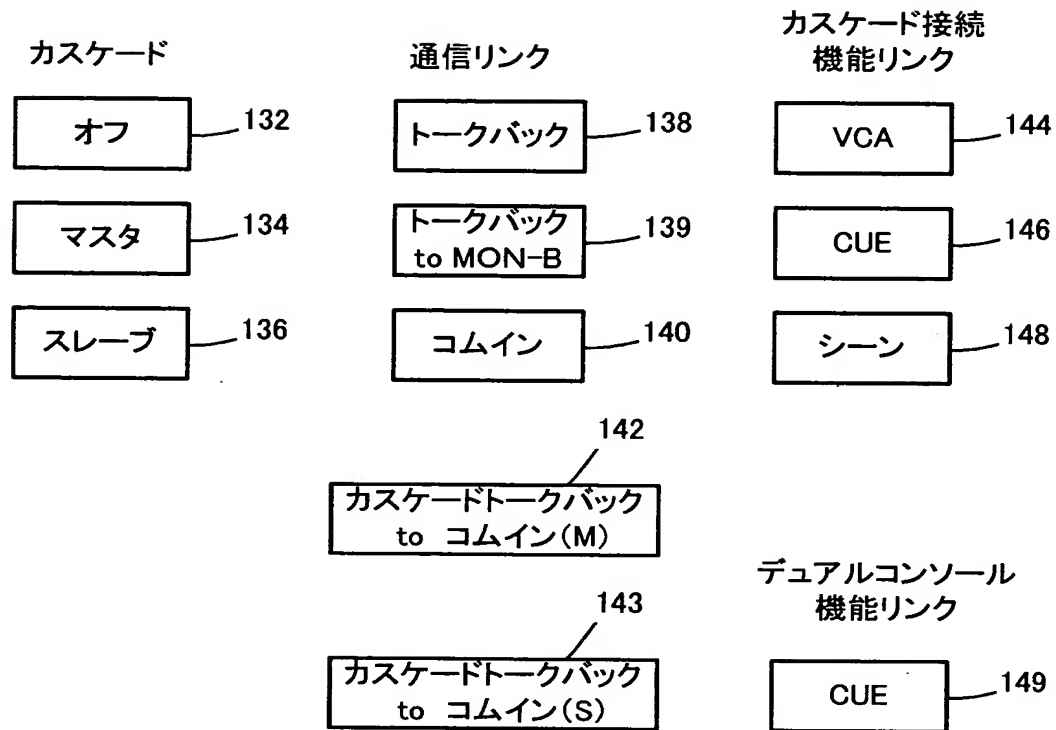 カスケード
オフ
132
マスタ
134
スレーブ
136
通信リンク
トークバック
138
トークバック
to MON-B
139
コムイン
140
142
カスケードトークバック
to コムイン(M)
143
カスケードトークバック
to コムイン(S)
カスケード接続
機能リンク
VCA
144
CUE
146
シーン
148
デュアルコンソール
機能リンク
CUE
149